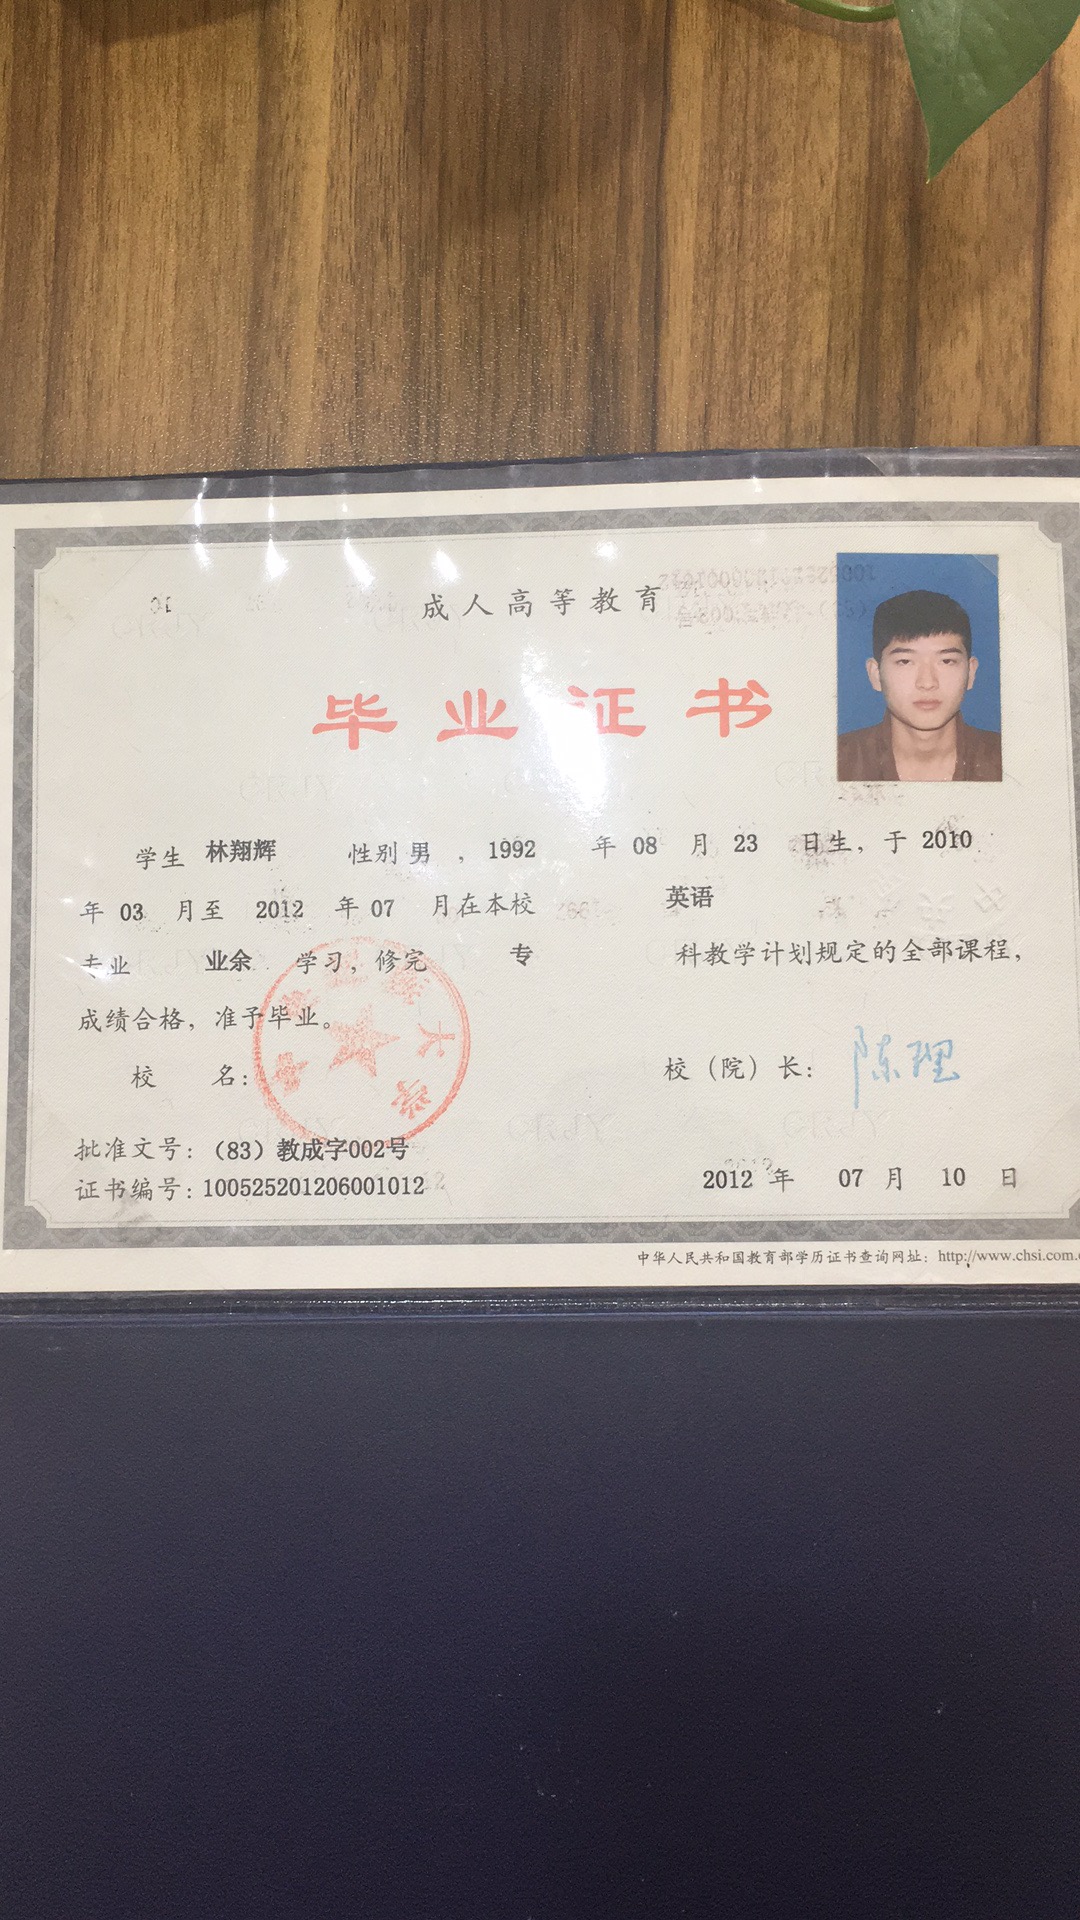 成人高等教育
毕业证书
学生 林翔辉 性别 男 , 1992 年 08 月 23 日生, 于 2010
年 03 月至 2012 年 07 月在本校 英语
专业 业余 学习, 修完 专 科教学计划规定的全部课程,
成绩合格, 准予毕业。
校 名: 校(院)长: 陈理
批准文号: (83)教成字002号
证书编号: 100525201206001012 2012 年 07 月 10 日
中华人民共和国教育部学历证书查询网址: http://www.chsi.com.c